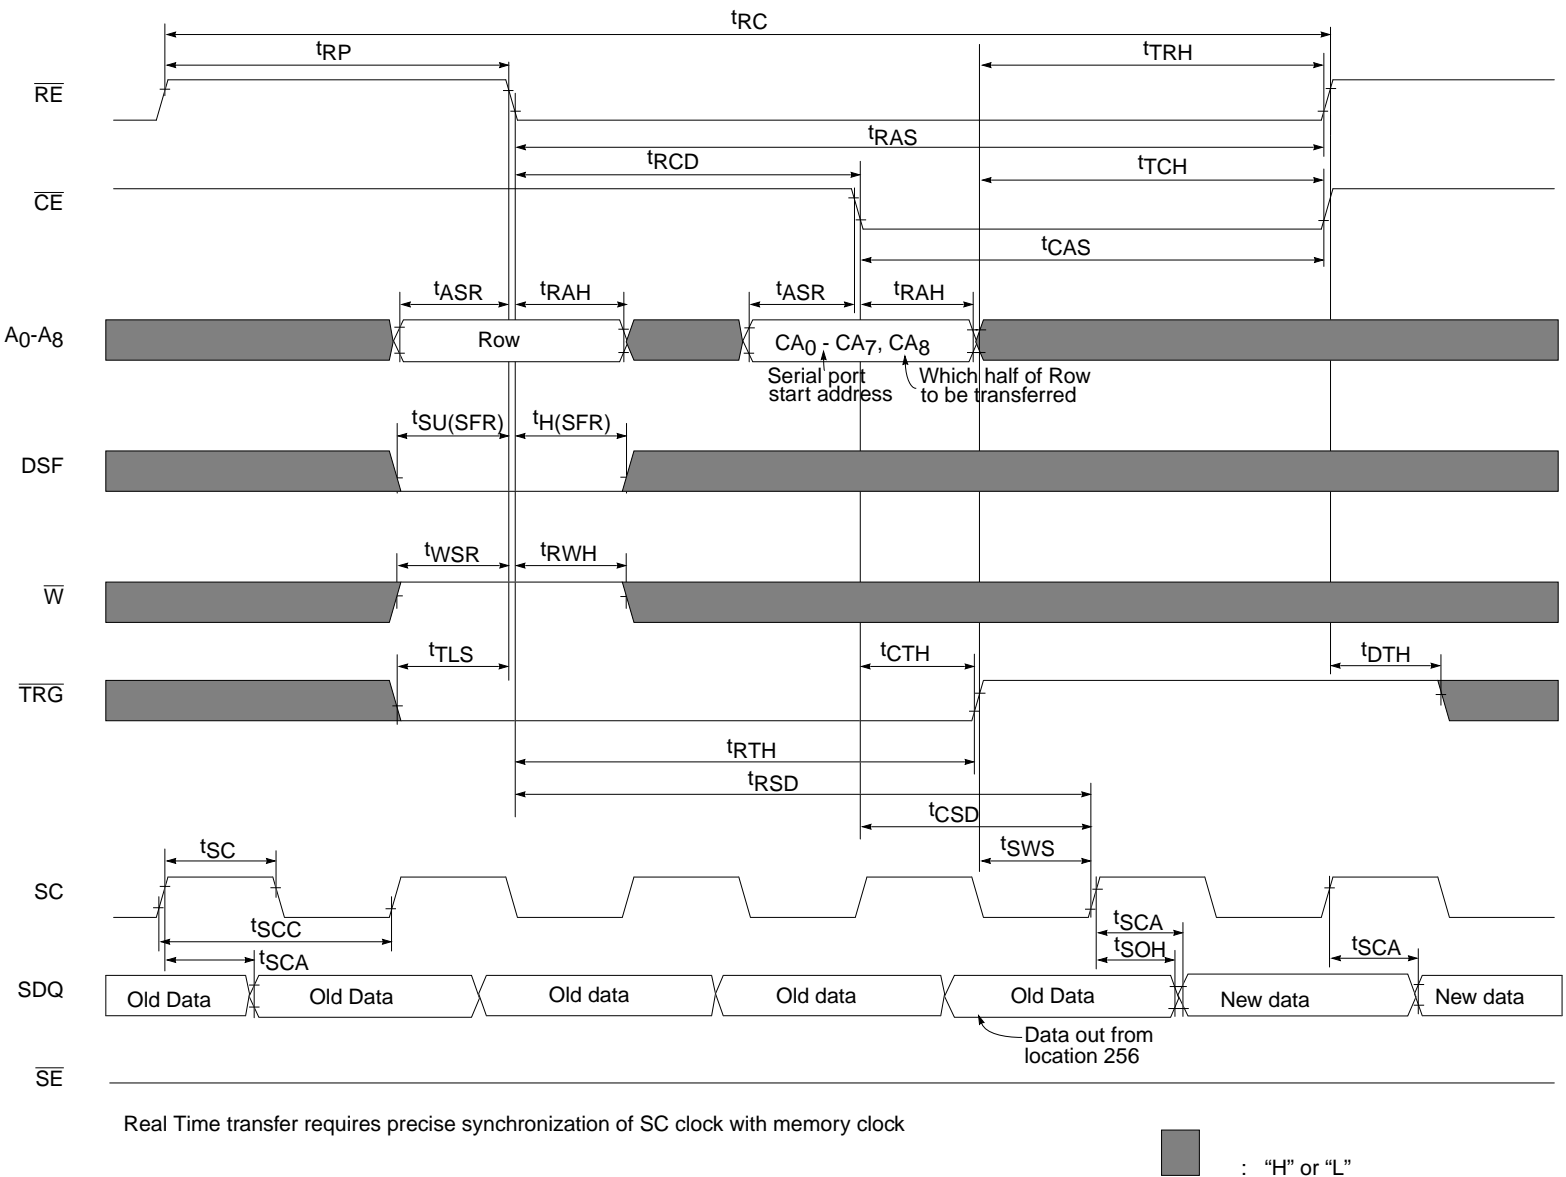 tRC
tRP
tTRH
RE
tRAS
tRCD
tTCH
CE
tCAS
tASR
tRAH
tASR
tRAH
A0-A8
Row
CA0 - CA7, CA8
Serial port
start address
Which half of Row
to be transferred
tSU(SFR)
tH(SFR)
DSF
tWSR
tRWH
W
tTLS
tCTH
tDTH
TRG
tRTH
tRSD
tCSD
tSC
tSWS
SC
tSCC
tSCA
tSCA
tSOH
tSCA
SDQ
Old Data
Old Data
Old data
Old data
Old Data
New data
New data
Data out from
location 256
SE
Real Time transfer requires precise synchronization of SC clock with memory clock
: “H” or “L”